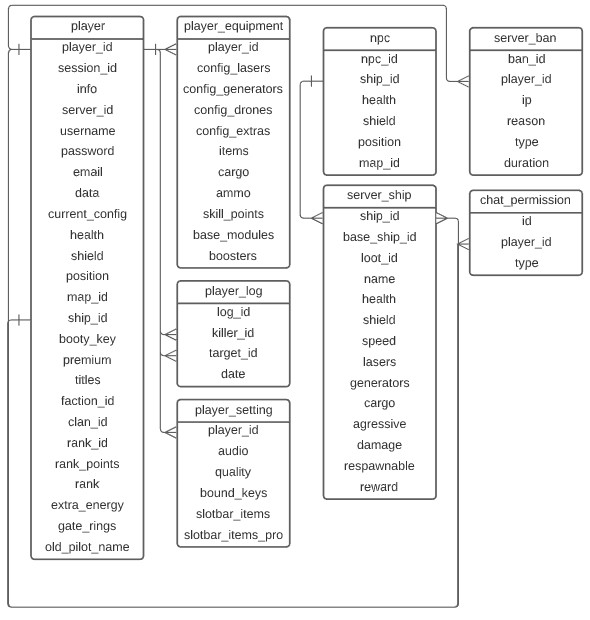 player
player_id
session_id
info
server_id
username
password
email
data
current_config
health
shield
position
map_id
ship_id
booty_key
premium
titles
faction_id
clan_id
rank_id
rank_points
rank
extra_energy
gate_rings
old_pilot_name
player_equipment
player_id
config_lasers
config_generators
config_drones
config_extras
items
cargo
ammo
skill_points
base_modules
boosters
player_log
log_id
killer_id
target_id
date
player_setting
player_id
audio
quality
bound_keys
slotbar_items
slotbar_items_pro
npc
npc_id
ship_id
health
shield
position
map_id
server_ship
ship_id
base_ship_id
loot_id
name
health
shield
speed
lasers
generators
cargo
agressive
damage
respawnable
reward
server_ban
ban_id
player_id
ip
reason
type
duration
chat_permission
id
player_id
type